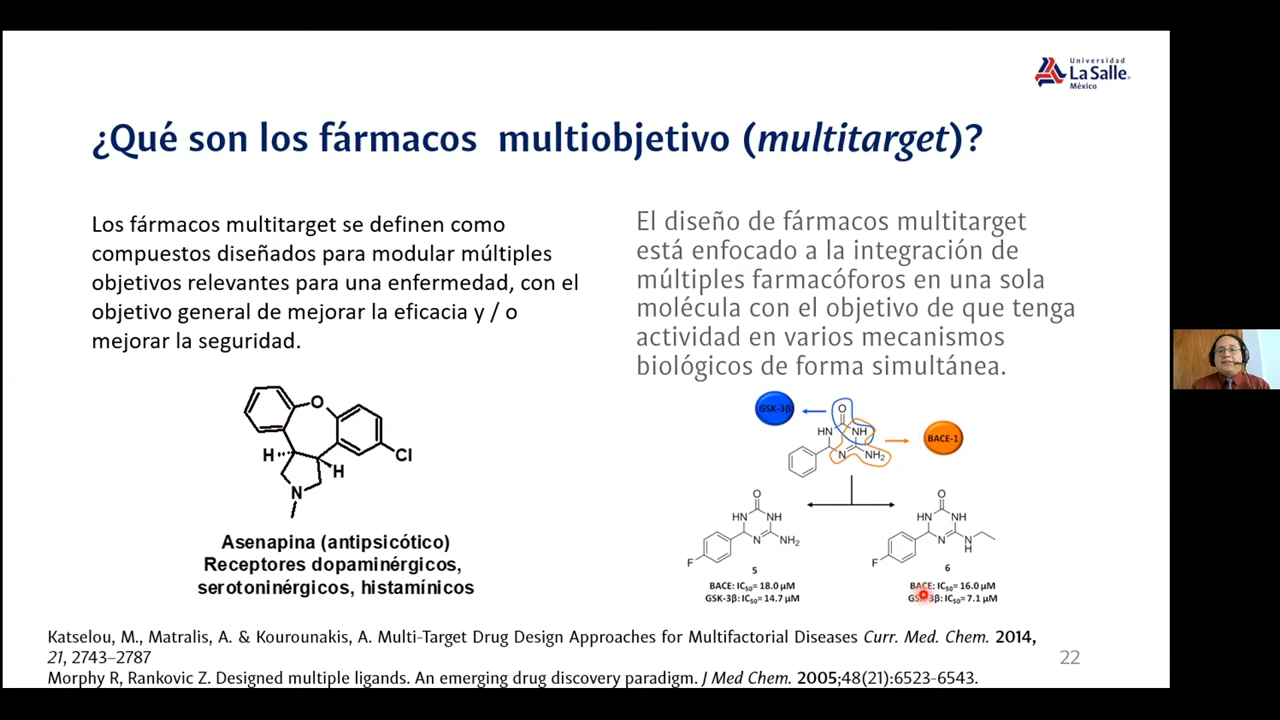 Universidad
La Salle
México
¿Qué son los fármacos multiobjetivo (multitarget)?
Los fármacos multitarget se definen como
compuestos diseñados para modular múltiples
objetivos relevantes para una enfermedad, con el
objetivo general de mejorar la eficacia y / o
mejorar la seguridad.
O
Cl
H
H
N
Asenapina (antipsicótico)
Receptores dopaminérgicos,
serotoninérgicos, histamínicos
El diseño de fármacos multitarget
está enfocado a la integración de
múltiples farmacóforos en una sola
molécula con el objetivo de que tenga
actividad en varios mecanismos
biológicos de forma simultánea.
GSK-3β
O
HN NH
N NH₂
BACE-1
O
HN NH
N NH₂
F
5
BACE: IC₅₀= 18.0 μM
GSK-3β: IC₅₀= 14.7 μM
O
HN NH
N N
H
F
6
BACE: IC₅₀= 16.0 μM
GSK-3β: IC₅₀= 7.1 μM
Katselou, M., Matralis, A. & Kourounakis, A. Multi-Target Drug Design Approaches for Multifactorial Diseases Curr. Med. Chem. 2014,
21, 2743–2787
Morphy R, Rankovic Z. Designed multiple ligands. An emerging drug discovery paradigm. J Med Chem. 2005;48(21):6523-6543.
22